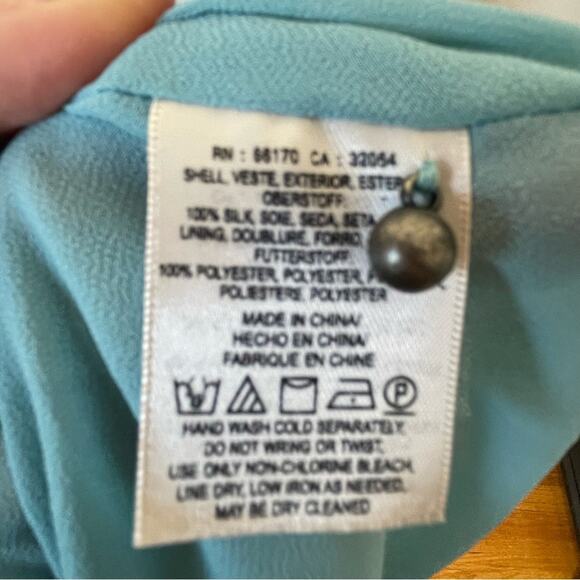 RN : 66170 CA : 32054
SHELL, VESTE, EXTERIOR,
OBERSTOFF:
100% SILK, SOIE, SEDA, SETA
LINING, DOUBLURE, FORRO,
FUTTERSTOFF:
100% POLYESTER, POLYESTER,
POLIESTERE, POLYESTER
MADE IN CHINA/
HECHO EN CHINA/
FABRIQUE EN CHINE
P
HAND WASH COLD SEPARATELY.
DO NOT WRING OR TWIST.
USE ONLY NON-CHLORINE BLEACH.
LINE DRY, LOW IRON AS NEEDED.
MAY BE DRY CLEANED